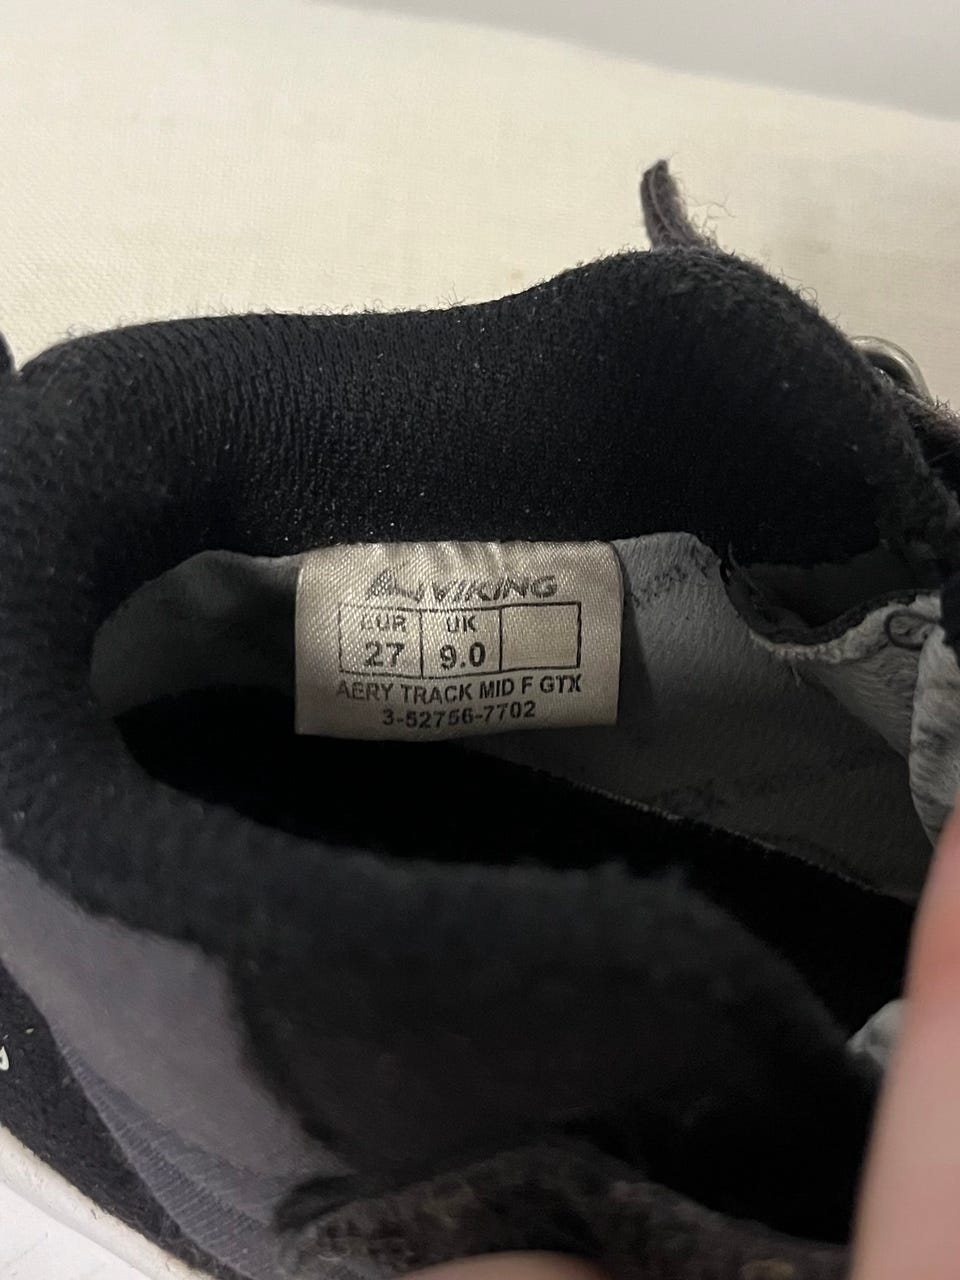 VIKING
EUR UK
27 9.0
AERY TRACK MID F GTX
3-52756-7702